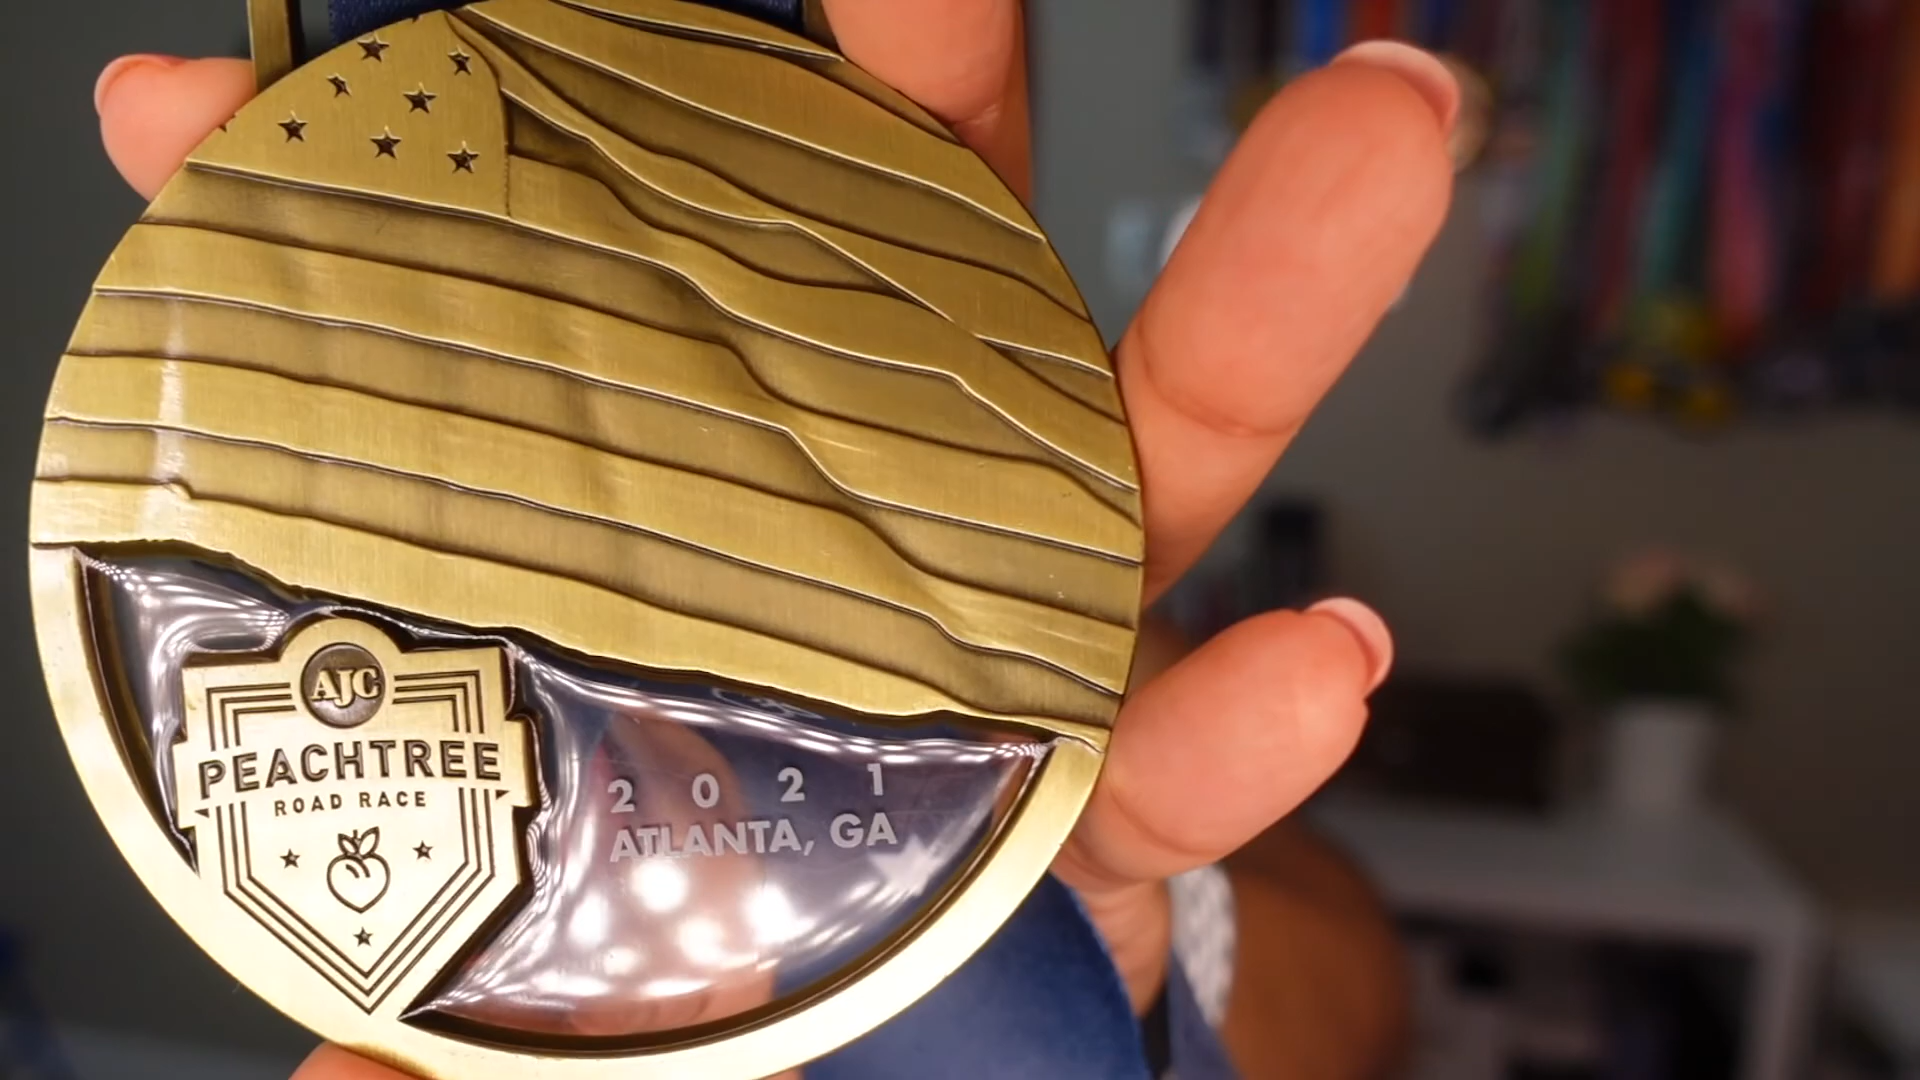 AJC
PEACHTREE
ROAD RACE
2 0 2 1
ATLANTA, GA